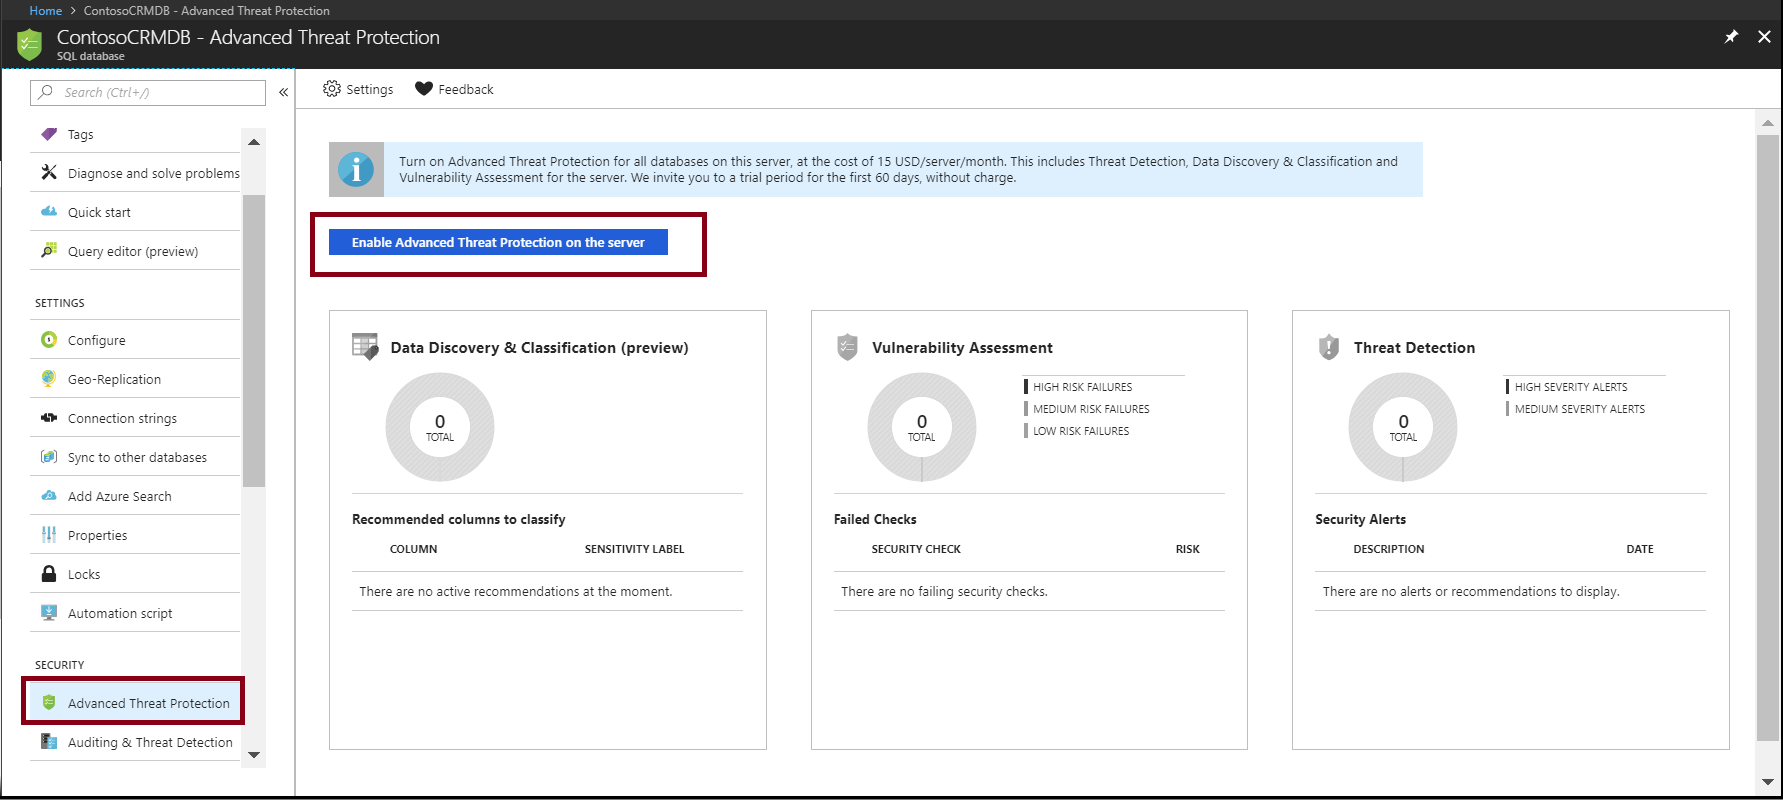 Home > ContosoCRMDB - Advanced Threat Protection
ContosoCRMDB - Advanced Threat Protection
SQL database
Search (Ctrl+/)
«
Tags
Diagnose and solve problems
Quick start
Query editor (preview)
SETTINGS
Configure
Geo-Replication
Connection strings
Sync to other databases
Add Azure Search
Properties
Locks
Automation script
SECURITY
Advanced Threat Protection
Auditing & Threat Detection
Settings
Feedback
Turn on Advanced Threat Protection for all databases on this server, at the cost of 15 USD/server/month. This includes Threat Detection, Data Discovery & Classification and
Vulnerability Assessment for the server. We invite you to a trial period for the first 60 days, without charge.
Enable Advanced Threat Protection on the server
Data Discovery & Classification (preview)
0
TOTAL
Recommended columns to classify
COLUMN SENSITIVITY LABEL
There are no active recommendations at the moment.
Vulnerability Assessment
0
TOTAL
HIGH RISK FAILURES
MEDIUM RISK FAILURES
LOW RISK FAILURES
Failed Checks
SECURITY CHECK RISK
There are no failing security checks.
Threat Detection
0
TOTAL
HIGH SEVERITY ALERTS
MEDIUM SEVERITY ALERTS
Security Alerts
DESCRIPTION DATE
There are no alerts or recommendations to display.